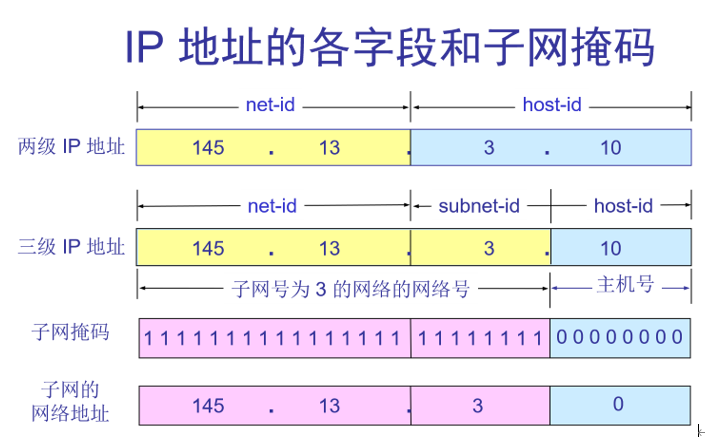 IP 地址的各字段和子网掩码
net-id host-id
两级 IP 地址 145 . 13 . 3 . 10
net-id subnet-id host-id
三级 IP 地址 145 . 13 . 3 . 10
子网号为 3 的网络的网络号 主机号
子网掩码 1 1 1 1 1 1 1 1 1 1 1 1 1 1 1 1 1 1 1 1 1 1 1 1 0 0 0 0 0 0 0 0
子网的
网络地址 145 . 13 . 3 0